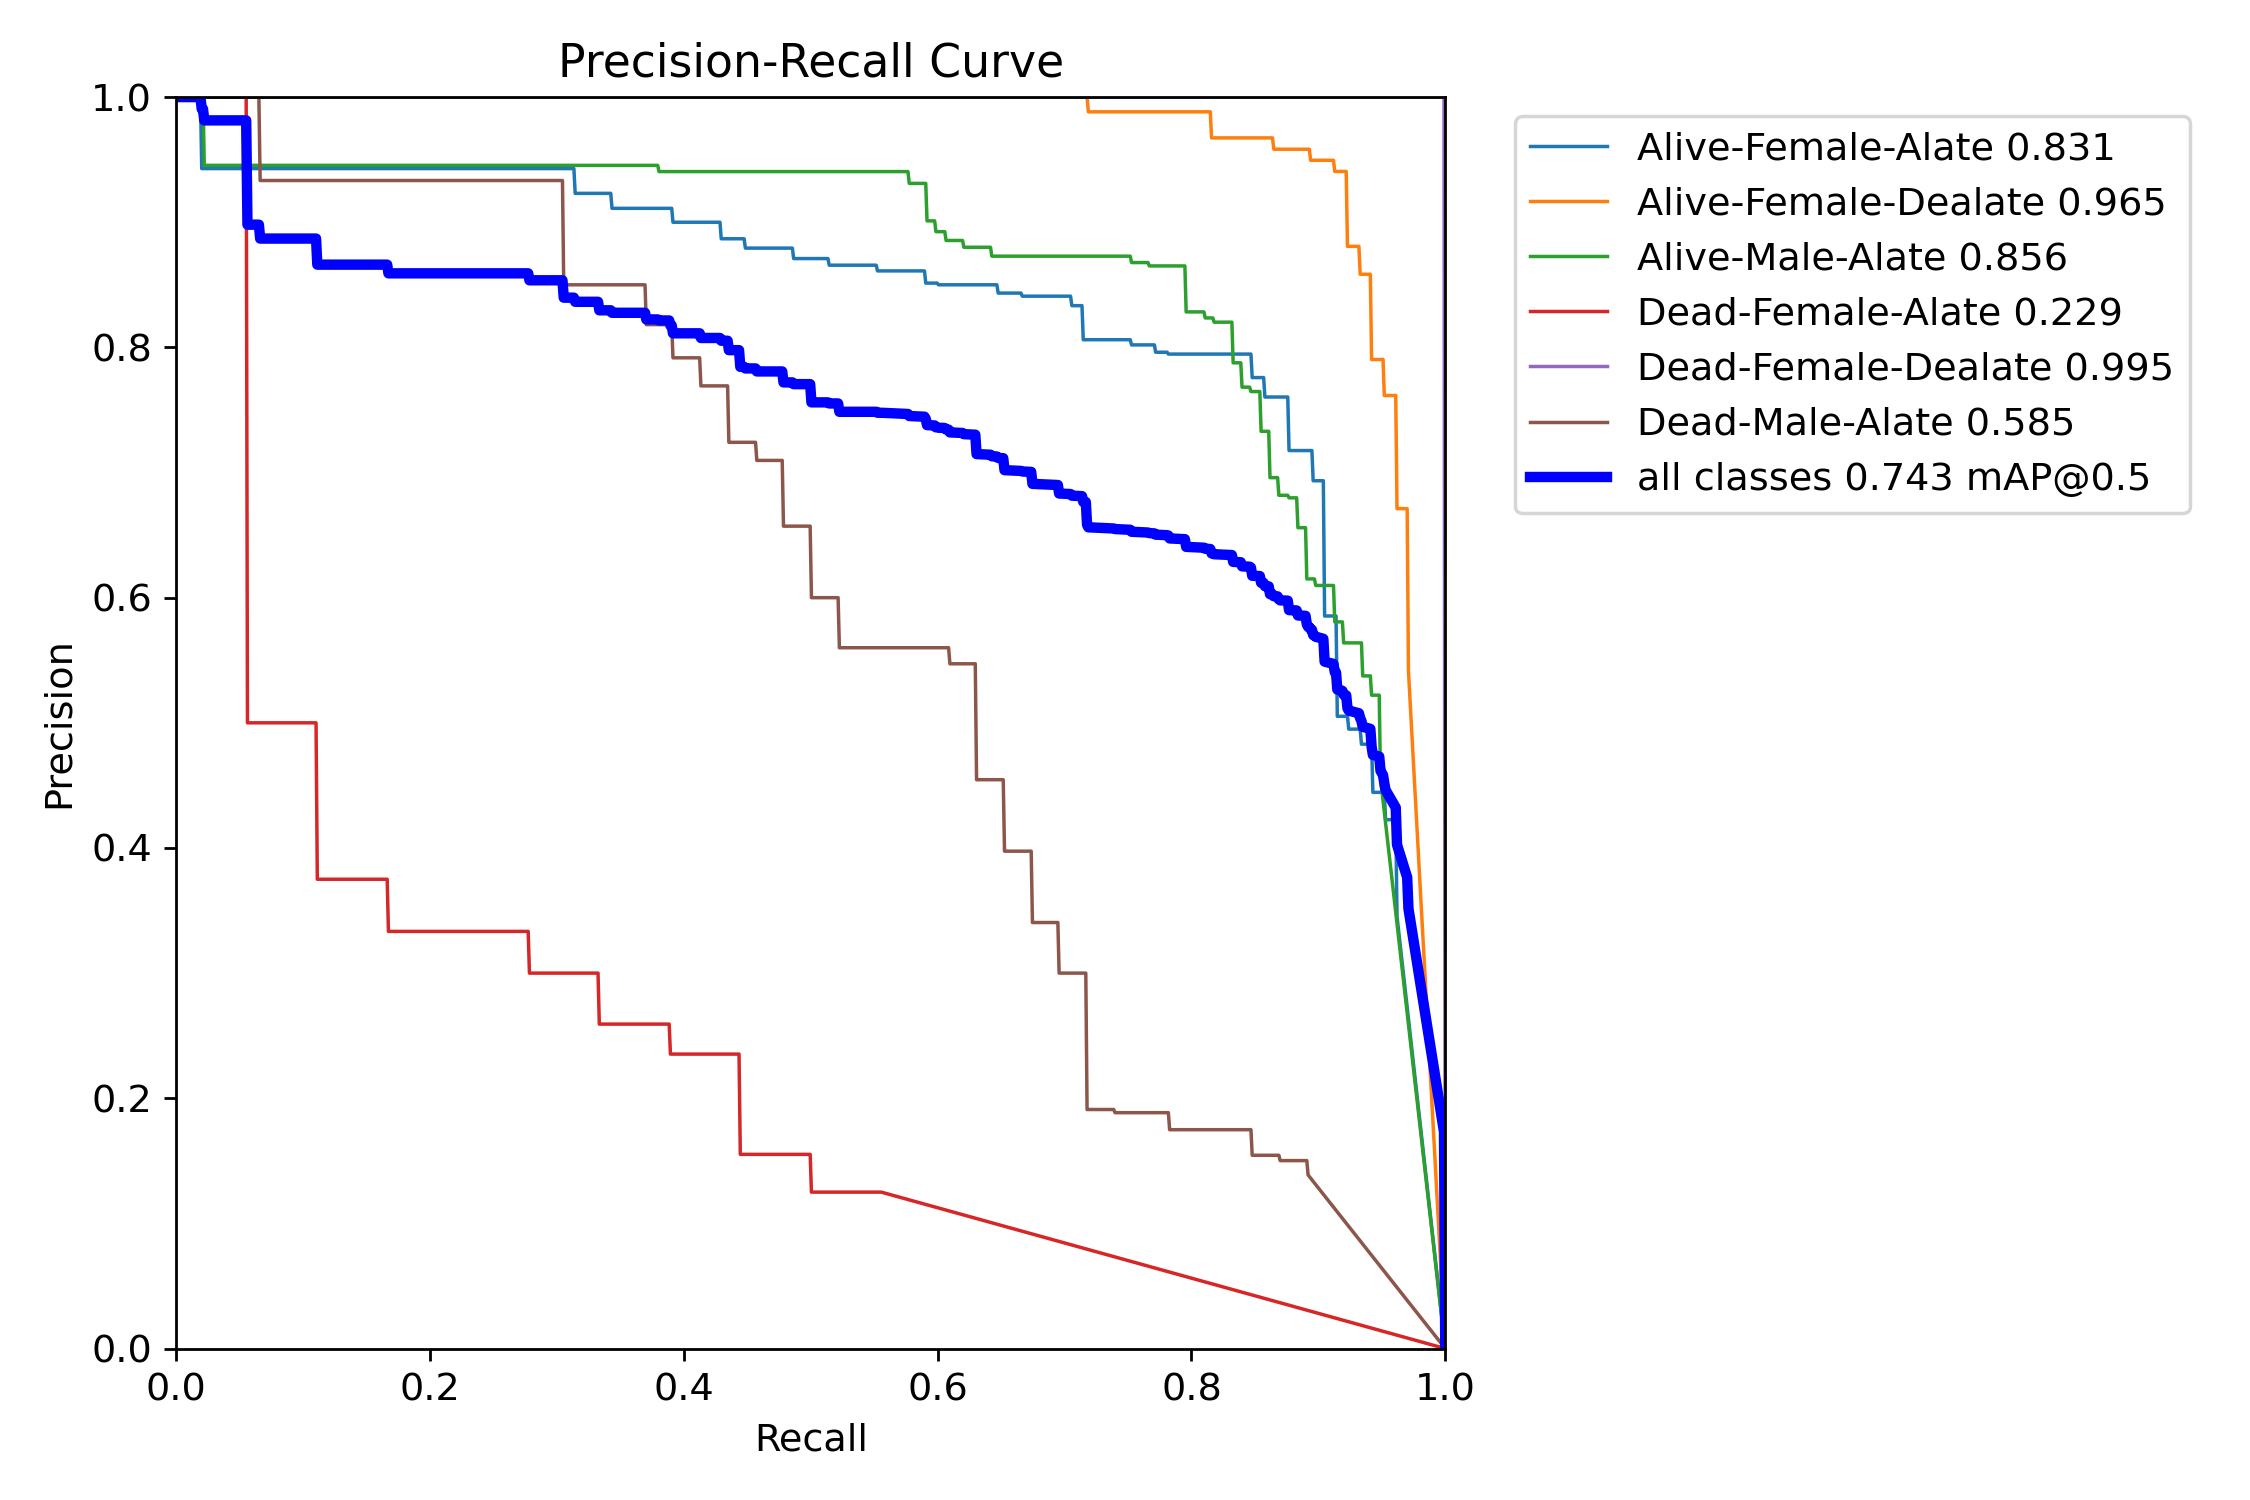 Precision-Recall Curve
1.0
0.8
0.6
0.4
0.2
0.0
Precision
0.0 0.2 0.4 0.6 0.8 1.0
Recall
Alive-Female-Alate 0.831
Alive-Female-Dealate 0.965
Alive-Male-Alate 0.856
Dead-Female-Alate 0.229
Dead-Female-Dealate 0.995
Dead-Male-Alate 0.585
all classes 0.743 mAP@0.5